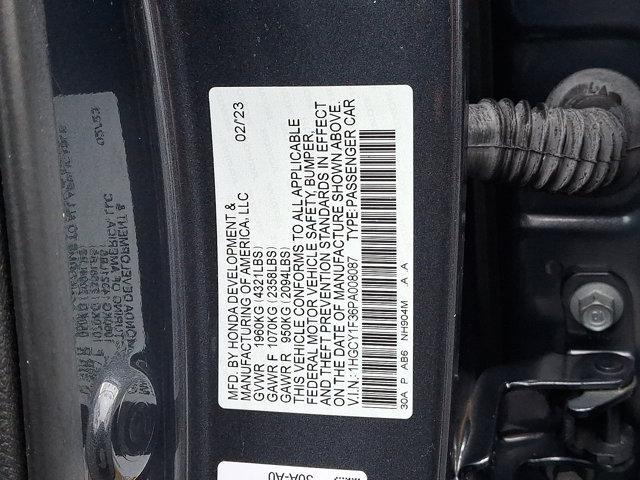 MFD. BY HONDA DEVELOPMENT &
MANUFACTURING OF AMERICA, LLC 02/23
GVWR 1960KG(4321LBS)
GAWR F 1070KG(2358LBS)
GAWR R 950KG(2094LBS)
THIS VEHICLE CONFORMS TO ALL APPLICABLE
FEDERAL MOTOR VEHICLE SAFETY, BUMPER,
AND THEFT PREVENTION STANDARDS IN EFFECT
ON THE DATE OF MANUFACTURE SHOWN ABOVE.
V.I.N.:1HGCY1F36PA008087 TYPE:PASSENGER CAR
30A P AB6 NH904M .A .A
30A-A0